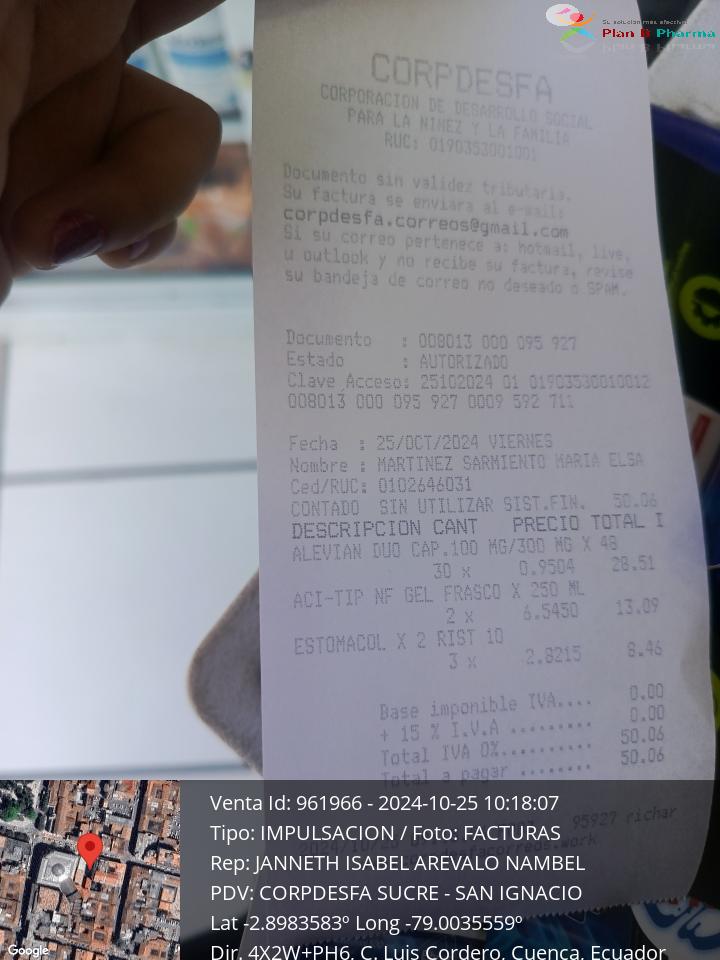 Su solución más efectiva
Plan B Pharma
CORPDESFA
CORPORACION DE DESARROLLO SOCIAL
PARA LA NINEZ Y LA FAMILIA
RUC: 0190353001001
Documento sin validez tributaria.
Su factura se enviara al e-mail:
corpdesfa.correos@gmail.com
Si su correo pertenece a: hotmail, live,
u outlook y no recibe su factura, revise
su bandeja de correo no deseado o SPAM.
Documento : 008013 000 095 927
Estado : AUTORIZADO
Clave Acceso: 25102024 01 01903530010012
008013 000 095 927 0009 592 711
Fecha : 25/OCT/2024 VIERNES
Nombre : MARTINEZ SARMIENTO MARIA ELSA
Ced/RUC: 0102646031
CONTADO SIN UTILIZAR SIST.FIN. 50.06
DESCRIPCION CANT PRECIO TOTAL I
ALEVIAN DUO CAP.100 MG/300 MG X 48
30 x 0.9504 28.51
ACI-TIP NF GEL FRASCO X 250 ML
2 x 6.5450 13.09
ESTOMACOL X 2 RIST 10
3 x 2.8215 8.46
Base imponible IVA.... 0.00
+ 15 % I.V.A ......... 0.00
Total IVA 0%.......... 50.06
Total a pagar ........ 50.06
95927 richar
Venta Id: 961966 - 2024-10-25 10:18:07
Tipo: IMPULSACION / Foto: FACTURAS
Rep: JANNETH ISABEL AREVALO NAMBEL
PDV: CORPDESFA SUCRE - SAN IGNACIO
Lat -2.8983583º Long -79.0035559º
Dir. 4X2W+PH6, C. Luis Cordero, Cuenca, Ecuador
Google